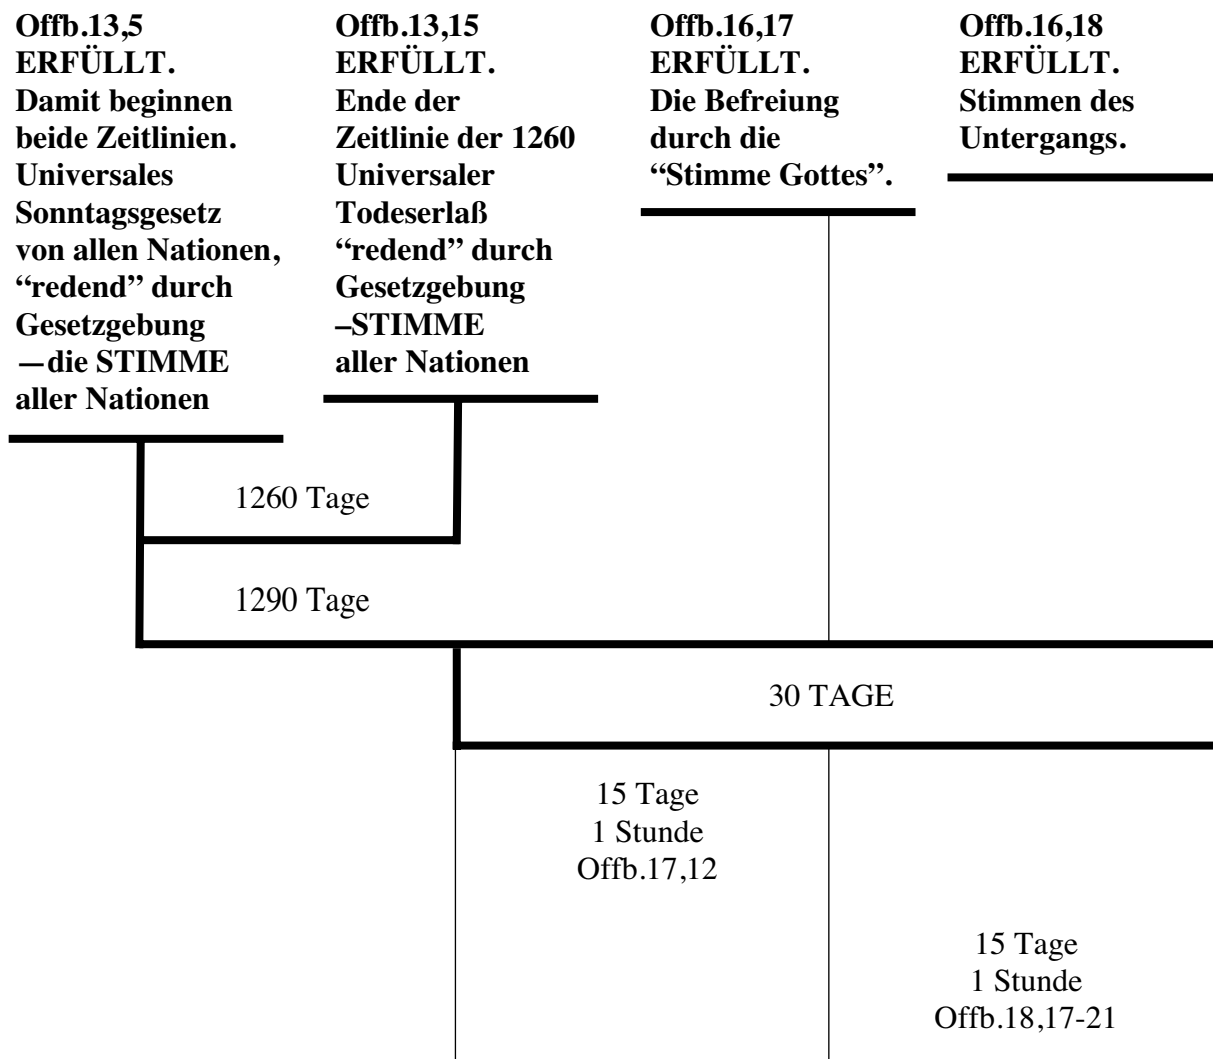 Offb.13,5
ERFÜLLT.
Damit beginnen
beide Zeitlinien.
Universales
Sonntagsgesetz
von allen Nationen,
“redend” durch
Gesetzgebung
—die STIMME
aller Nationen
Offb.13,15
ERFÜLLT.
Ende der
Zeitlinie der 1260
Universaler
Todeserlaß
“redend” durch
Gesetzgebung
–STIMME
aller Nationen
Offb.16,17
ERFÜLLT.
Die Befreiung
durch die
“Stimme Gottes”.
Offb.16,18
ERFÜLLT.
Stimmen des
Untergangs.
1260 Tage
1290 Tage
30 TAGE
15 Tage
1 Stunde
Offb.17,12
15 Tage
1 Stunde
Offb.18,17-21